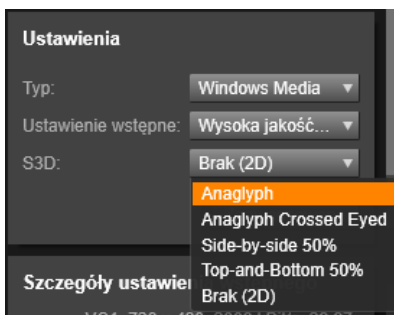 Ustawienia
Typ: Windows Media
Ustawienie wstępne: Wysoka jakość...
S3D: Brak (2D)
Anaglyph
Anaglyph Crossed Eyed
Side-by-side 50%
Top-and-Bottom 50%
Brak (2D)
Szczegóły ustawie